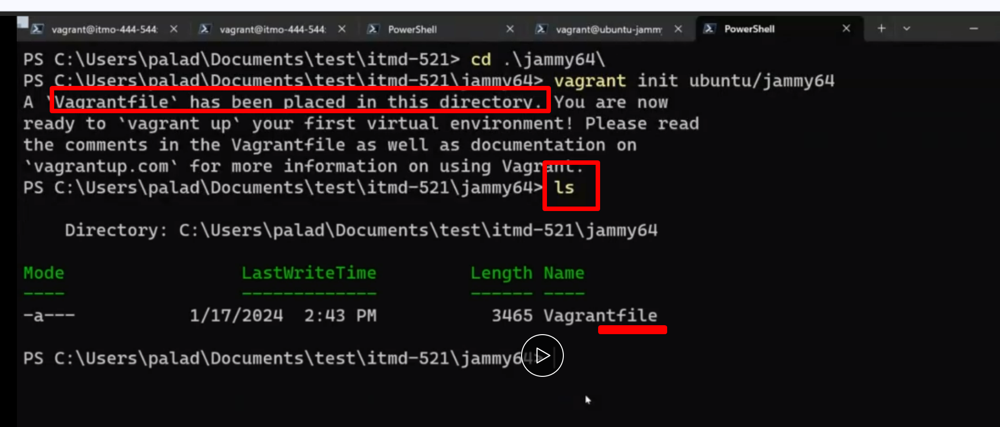 vagrant@itmo-444-544: vagrant@itmo-444-544: PowerShell vagrant@ubuntu-jammy PowerShell
PS C:\Users\palad\Documents\test\itmd-521> cd .\jammy64\
PS C:\Users\palad\Documents\test\itmd-521\jammy64> vagrant init ubuntu/jammy64
A `Vagrantfile` has been placed in this directory. You are now
ready to `vagrant up` your first virtual environment! Please read
the comments in the Vagrantfile as well as documentation on
`vagrantup.com` for more information on using Vagrant.
PS C:\Users\palad\Documents\test\itmd-521\jammy64> ls
Directory: C:\Users\palad\Documents\test\itmd-521\jammy64
Mode LastWriteTime Length Name
---- ------------- ------ ----
-a--- 1/17/2024 2:43 PM 3465 Vagrantfile
PS C:\Users\palad\Documents\test\itmd-521\jammy64>